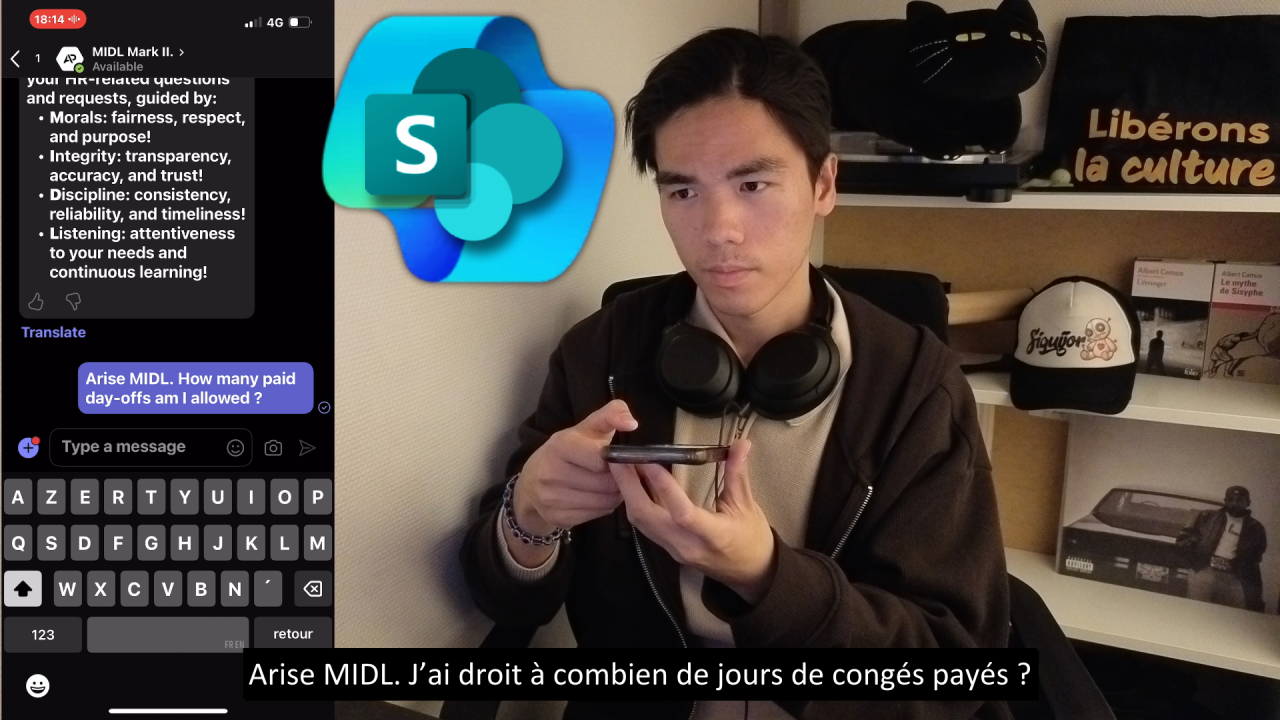 18:14
4G
1
MIDL Mark II. >
Available
your HR-related questions
and requests, guided by:
• Morals: fairness, respect,
and purpose!
• Integrity: transparency,
accuracy, and trust!
• Discipline: consistency,
reliability, and timeliness!
• Listening: attentiveness
to your needs and
continuous learning!
Translate
Arise MIDL. How many paid
day-offs am I allowed ?
Type a message
A Z E R T Y U I O P
Q S D F G H J K L M
W X C V B N ´
123
FR EN
retour
S
Libérons
la culture
Albert Camus
L'étranger
folio
Albert Camus
Le mythe
de Sisyphe
Siquijor
Arise MIDL. J’ai droit à combien de jours de congés payés ?